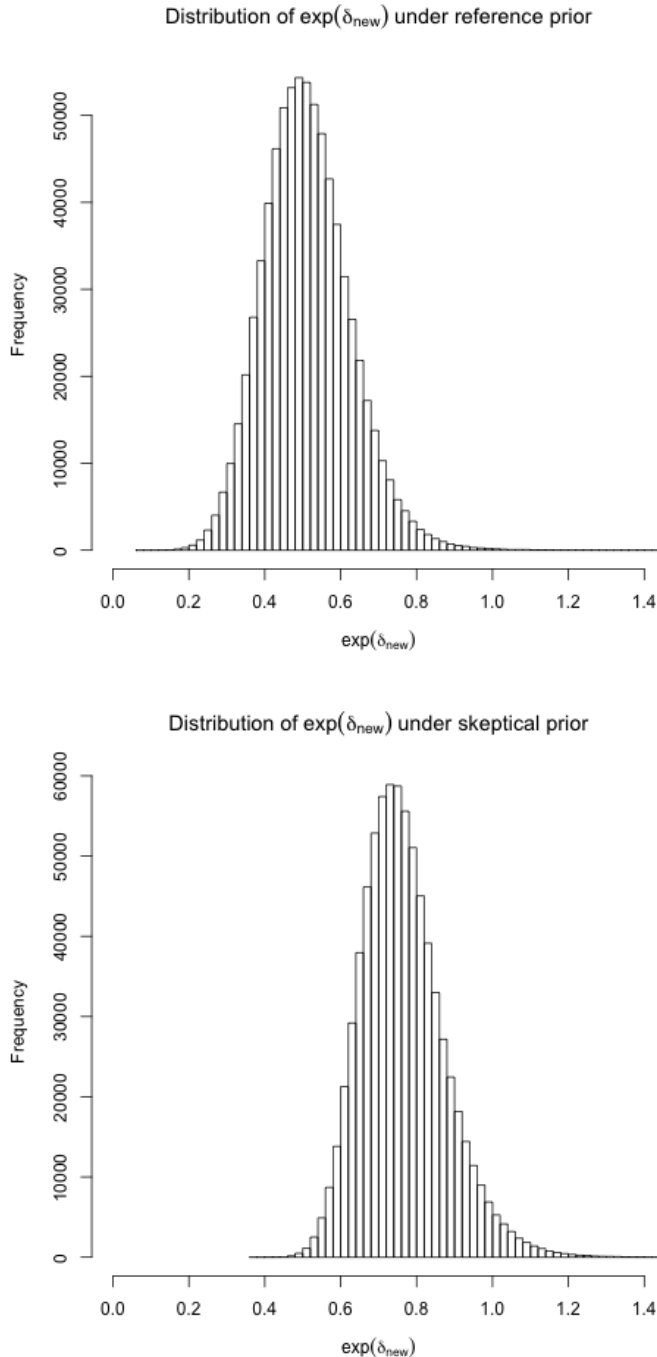 Distribution of exp(δnew) under reference prior
Frequency
50000
40000
30000
20000
10000
0
0.0 0.2 0.4 0.6 0.8 1.0 1.2 1.4
exp(δnew)
Distribution of exp(δnew) under skeptical prior
Frequency
60000
50000
40000
30000
20000
10000
0
0.0 0.2 0.4 0.6 0.8 1.0 1.2 1.4
exp(δnew)